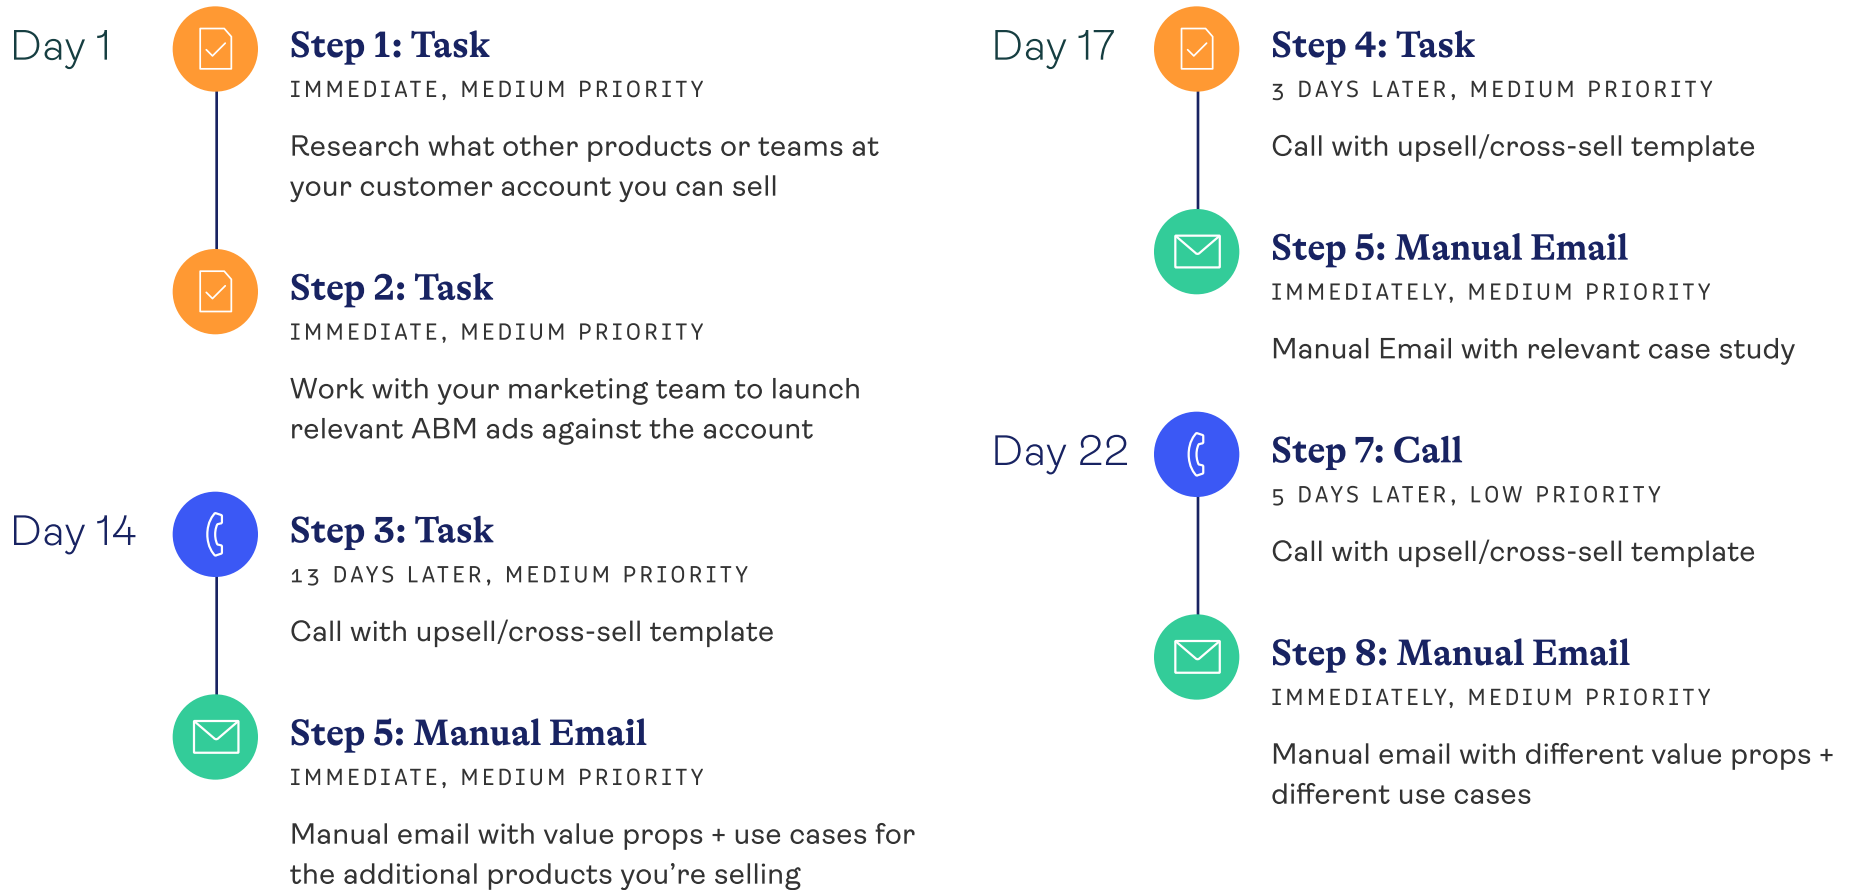 Day 1
Step 1: Task
IMMEDIATE, MEDIUM PRIORITY
Research what other products or teams at
your customer account you can sell
Step 2: Task
IMMEDIATE, MEDIUM PRIORITY
Work with your marketing team to launch
relevant ABM ads against the account
Day 14
Step 3: Task
13 DAYS LATER, MEDIUM PRIORITY
Call with upsell/cross-sell template
Step 5: Manual Email
IMMEDIATE, MEDIUM PRIORITY
Manual email with value props + use cases for
the additional products you’re selling
Day 17
Step 4: Task
3 DAYS LATER, MEDIUM PRIORITY
Call with upsell/cross-sell template
Step 5: Manual Email
IMMEDIATELY, MEDIUM PRIORITY
Manual Email with relevant case study
Day 22
Step 7: Call
5 DAYS LATER, LOW PRIORITY
Call with upsell/cross-sell template
Step 8: Manual Email
IMMEDIATELY, MEDIUM PRIORITY
Manual email with different value props +
different use cases